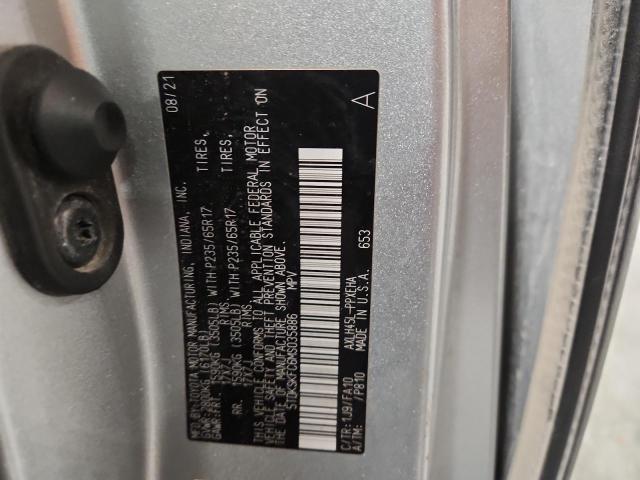 MFD.BY:TOYOTA MOTOR MANUFACTURING, INDIANA, INC. 08/21
GVWR: 2800KG (6170LB)
GAWR-FRT. 1590KG (3505LB) WITH P235/65R17 TIRES,
17X7J RIMS,
RR. 1590KG (3505LB) WITH P235/65R17 TIRES,
17X7J RIMS,
THIS VEHICLE CONFORMS TO ALL APPLICABLE FEDERAL MOTOR
VEHICLE SAFETY AND THEFT PREVENTION STANDARDS IN EFFECT ON
THE DATE OF MANUFACTURE SHOWN ABOVE.
5TDKSKFC6MS035886 MPV
C/TR: 1J9/FA10 AXLH45L-PPXEHA 653 A
A/TM: /P810 MADE IN U.S.A.